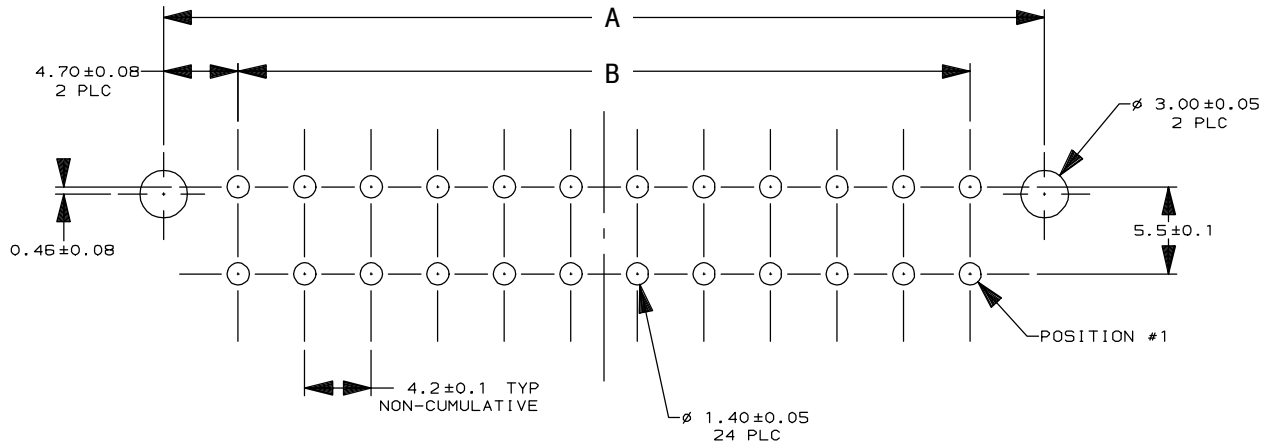 A
4.70±0.08
2 PLC
B
ø 3.00±0.05
2 PLC
0.46±0.08
5.5±0.1
POSITION #1
4.2±0.1 TYP
NON-CUMULATIVE
ø 1.40±0.05
24 PLC